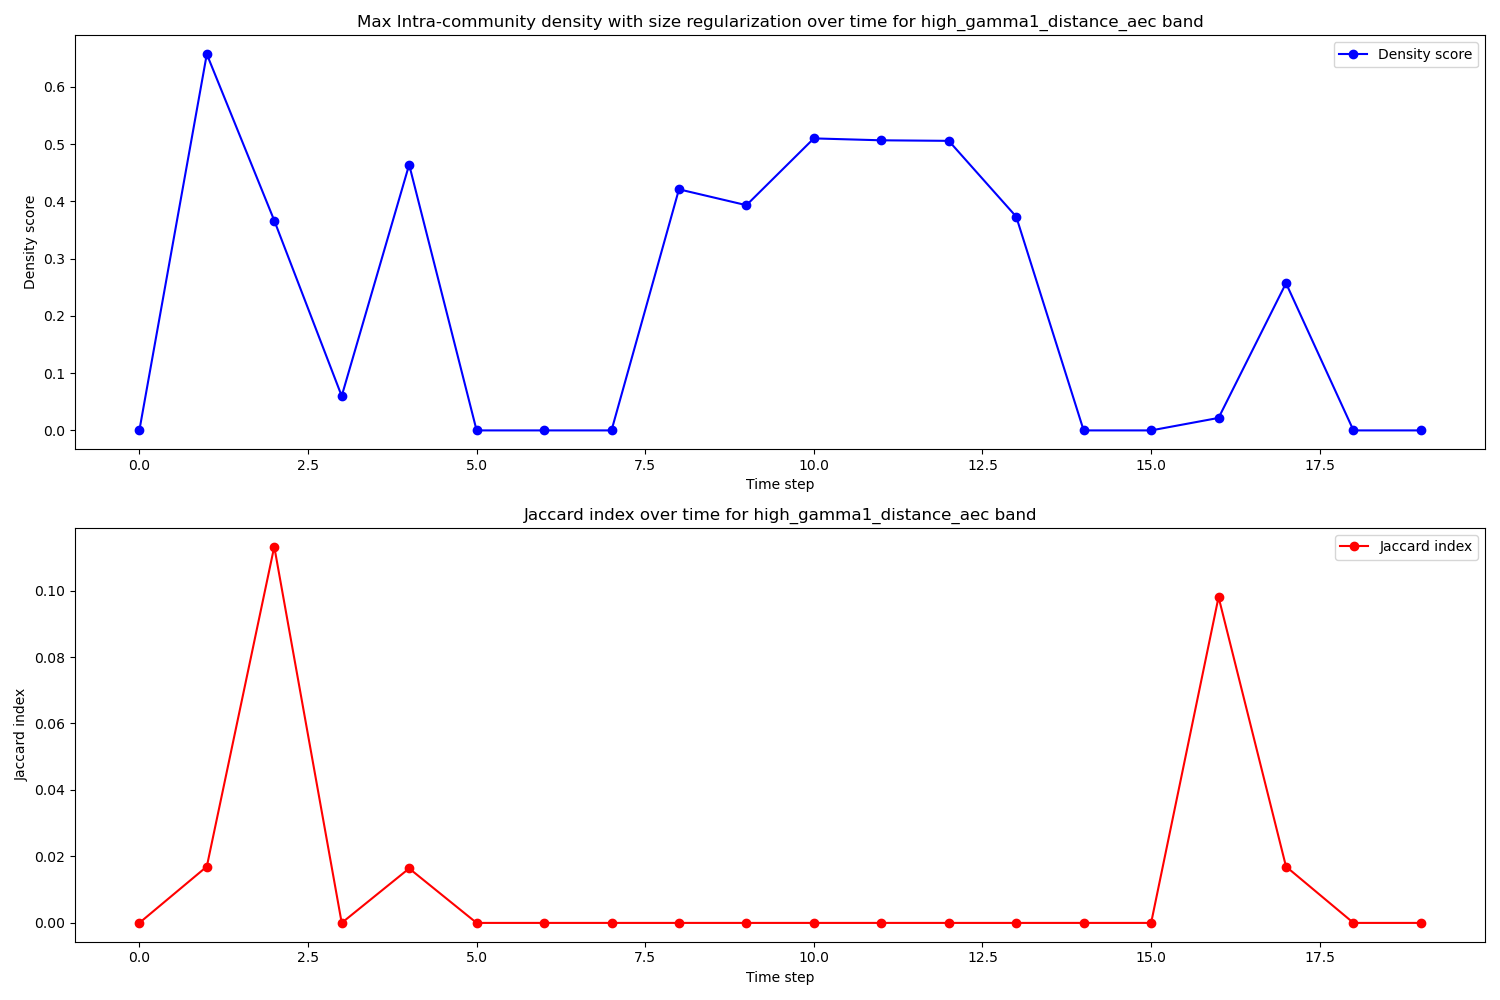 Max Intra-community density with size regularization over time for high_gamma1_distance_aec band
Density score
0.6
0.5
0.4
0.3
0.2
0.1
0.0
Density score
0.0 2.5 5.0 7.5 10.0 12.5 15.0 17.5
Time step
Jaccard index over time for high_gamma1_distance_aec band
Jaccard index
0.10
0.08
0.06
0.04
0.02
0.00
Jaccard index
0.0 2.5 5.0 7.5 10.0 12.5 15.0 17.5
Time step